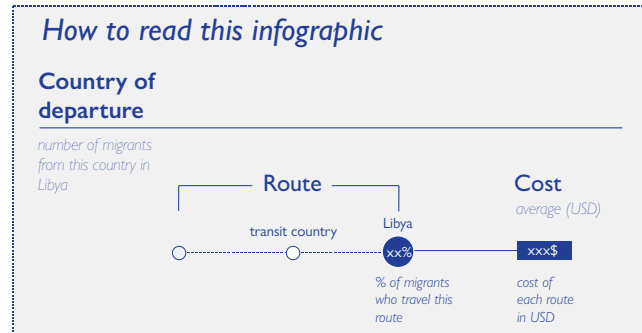 How to read this infographic
Country of
departure
number of migrants
from this country in
Libya
Route
Cost
average (USD)
transit country
Libya
xx%
xxx$
% of migrants
who travel this
route
cost of
each route
in USD